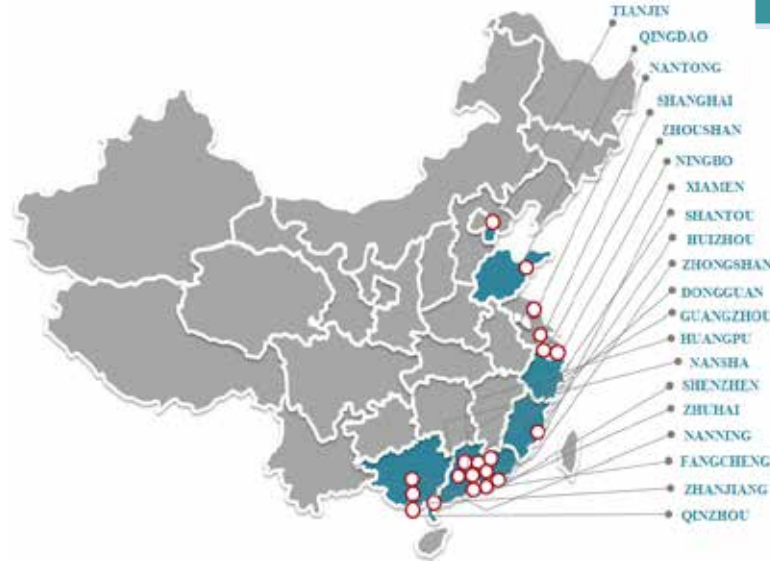 TIANJIN
QINGDAO
NANTONG
SHANGHAI
ZHOUSHAN
NINGBO
XIAMEN
SHANTOU
HUIZHOU
ZHONGSHAN
DONGGUAN
GUANGZHOU
HUANGPU
NANSHA
SHENZHEN
ZHUHAI
NANNING
FANGCHENG
ZHANJIANG
QINZHOU